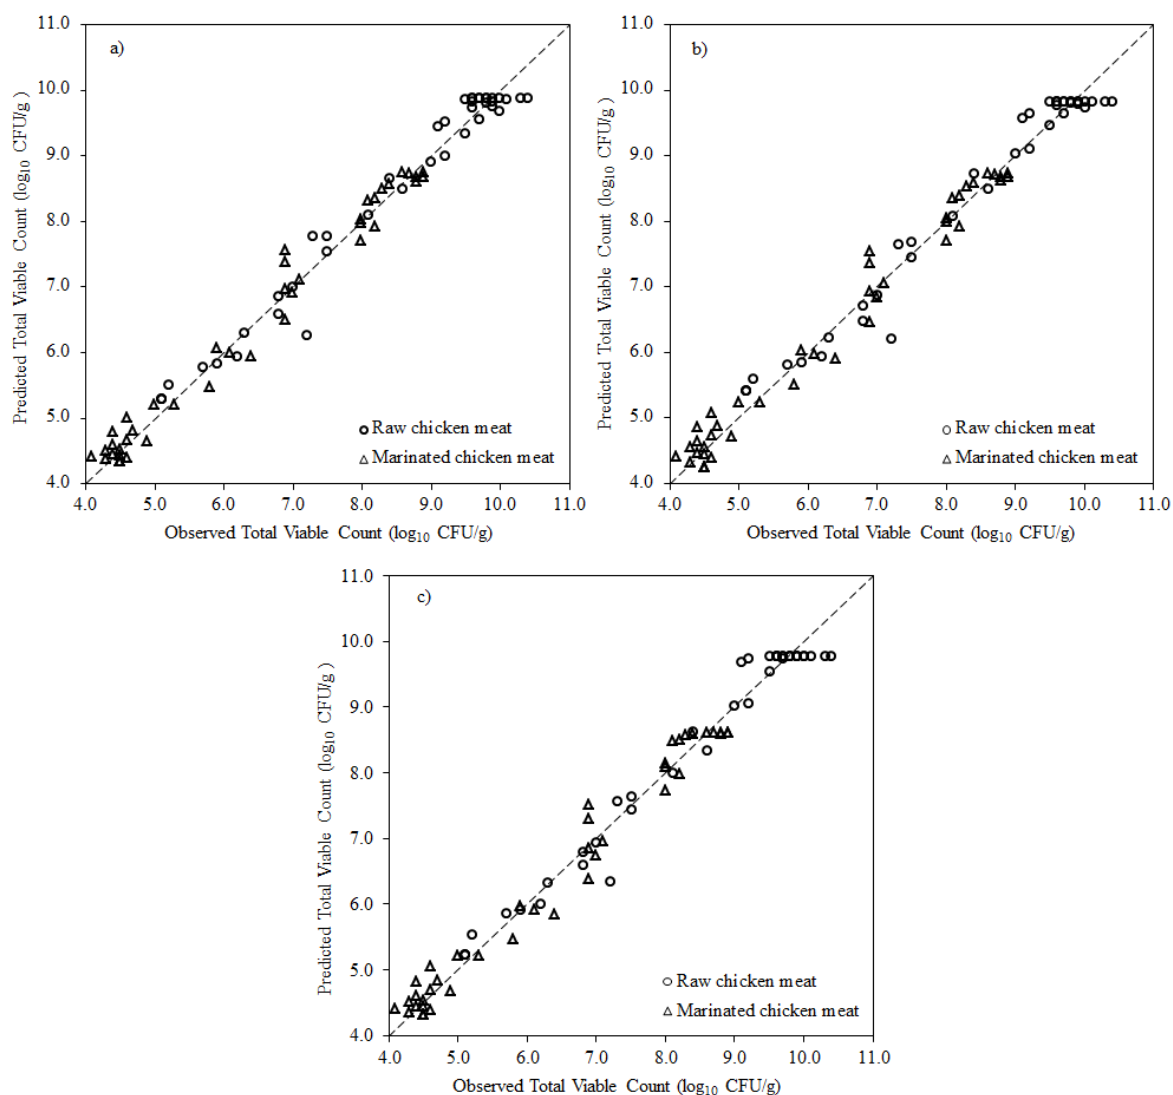 a)
Predicted Total Viable Count (log10 CFU/g )
11.0
10.0
9.0
8.0
7.0
6.0
5.0
4.0
Raw chicken meat
Marinated chicken meat
4.0 5.0 6.0 7.0 8.0 9.0 10.0 11.0
Observed Total Viable Count (log10 CFU/g)
b)
Predicted Total Viable Count (log10 CFU/g )
11.0
10.0
9.0
8.0
7.0
6.0
5.0
4.0
Raw chicken meat
Marinated chicken meat
4.0 5.0 6.0 7.0 8.0 9.0 10.0 11.0
Observed Total Viable Count (log10 CFU/g)
c)
Predicted Total Viable Count (log10 CFU/g )
11.0
10.0
9.0
8.0
7.0
6.0
5.0
4.0
Raw chicken meat
Marinated chicken meat
4.0 5.0 6.0 7.0 8.0 9.0 10.0 11.0
Observed Total Viable Count (log10 CFU/g)